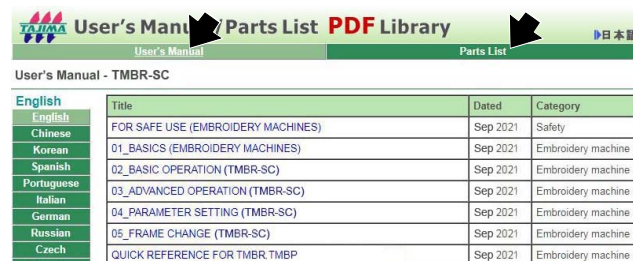 TAJIMA User's Manual/Parts List PDF Library
日本語
User's Manual Parts List
User's Manual - TMBR-SC
English
English
Chinese
Korean
Spanish
Portuguese
Italian
German
Russian
Czech
Title Dated Category
FOR SAFE USE (EMBROIDERY MACHINES) Sep 2021 Safety
01_BASICS (EMBROIDERY MACHINES) Sep 2021 Embroidery machine
02_BASIC OPERATION (TMBR-SC) Sep 2021 Embroidery machine
03_ADVANCED OPERATION (TMBR-SC) Sep 2021 Embroidery machine
04_PARAMETER SETTING (TMBR-SC) Sep 2021 Embroidery machine
05_FRAME CHANGE (TMBR-SC) Sep 2021 Embroidery machine
QUICK REFERENCE FOR TMBR,TMBP Sep 2021 Embroidery machine